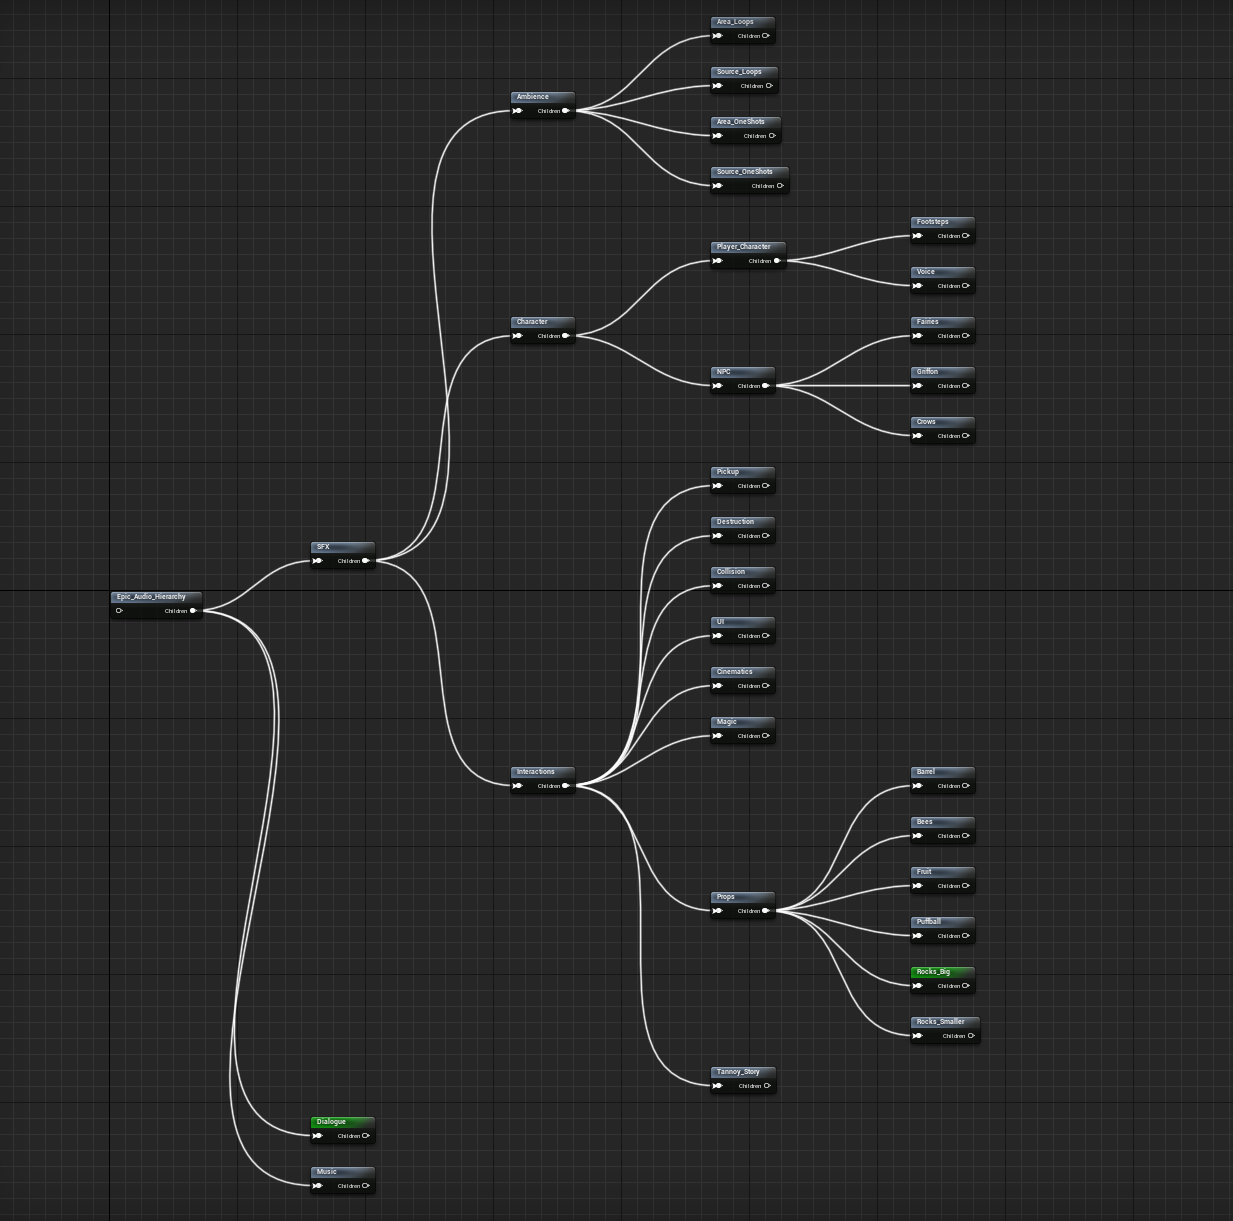 Area_Loops
Children
Source_Loops
Children
Ambience
Children
Area_OneShots
Children
Source_OneShots
Children
Footsteps
Children
Player_Character
Children
Voice
Children
Character
Children
Fairies
Children
NPC
Children
Griffon
Children
Crows
Children
Pickup
Children
Destruction
Children
SFX
Children
Collision
Children
Epic_Audio_Hierarchy
Children
UI
Children
Cinematics
Children
Magic
Children
Interactions
Children
Barrel
Children
Bees
Children
Fruit
Children
Props
Children
Puffball
Children
Rocks_Big
Children
Rocks_Smaller
Children
Tannoy_Story
Children
Dialogue
Children
Music
Children